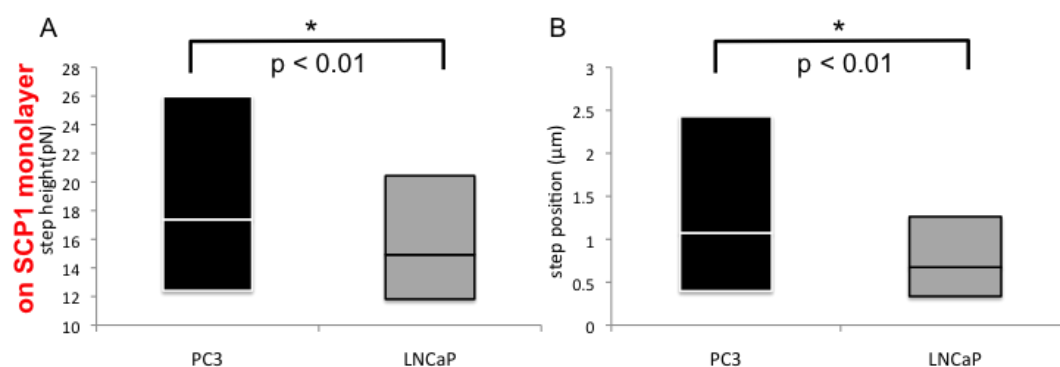 A
*
p < 0.01
on SCP1 monolayer
step height(pN)
28
26
24
22
20
18
16
14
12
10
PC3
LNCaP
B
*
p < 0.01
step position (μm)
3
2.5
2
1.5
1
0.5
0
PC3
LNCaP